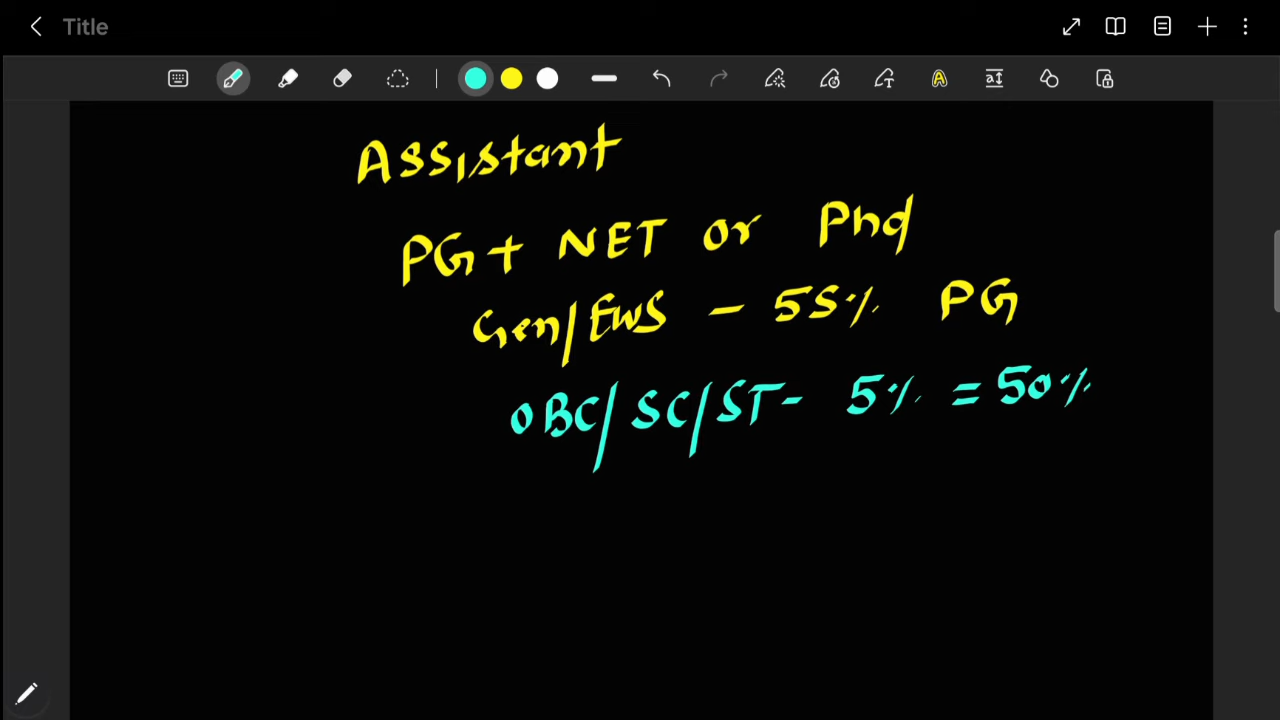 Title
Assistant
PG + NET or Phd
Gen/EWS - 55% PG
OBC/SC/ST- 5% = 50%